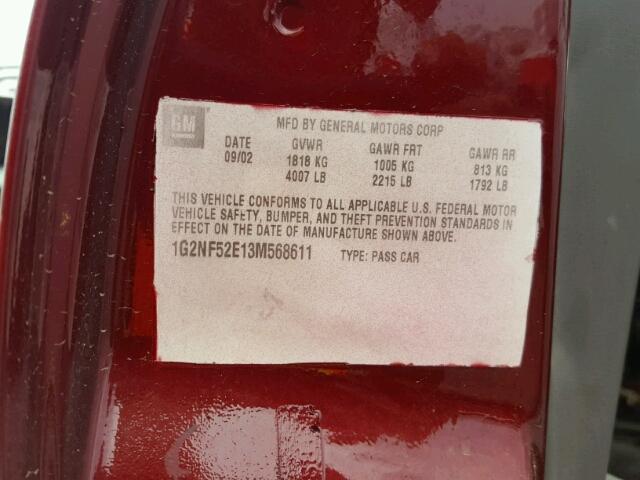 GM
MFD BY GENERAL MOTORS CORP
DATE GVWR GAWR FRT GAWR RR
09/02 1818 KG 1005 KG 813 KG
4007 LB 2215 LB 1792 LB
THIS VEHICLE CONFORMS TO ALL APPLICABLE U.S. FEDERAL MOTOR
VEHICLE SAFETY, BUMPER, AND THEFT PREVENTION STANDARDS IN
EFFECT ON THE DATE OF MANUFACTURE SHOWN ABOVE.
1G2NF52E13M568611 TYPE: PASS CAR